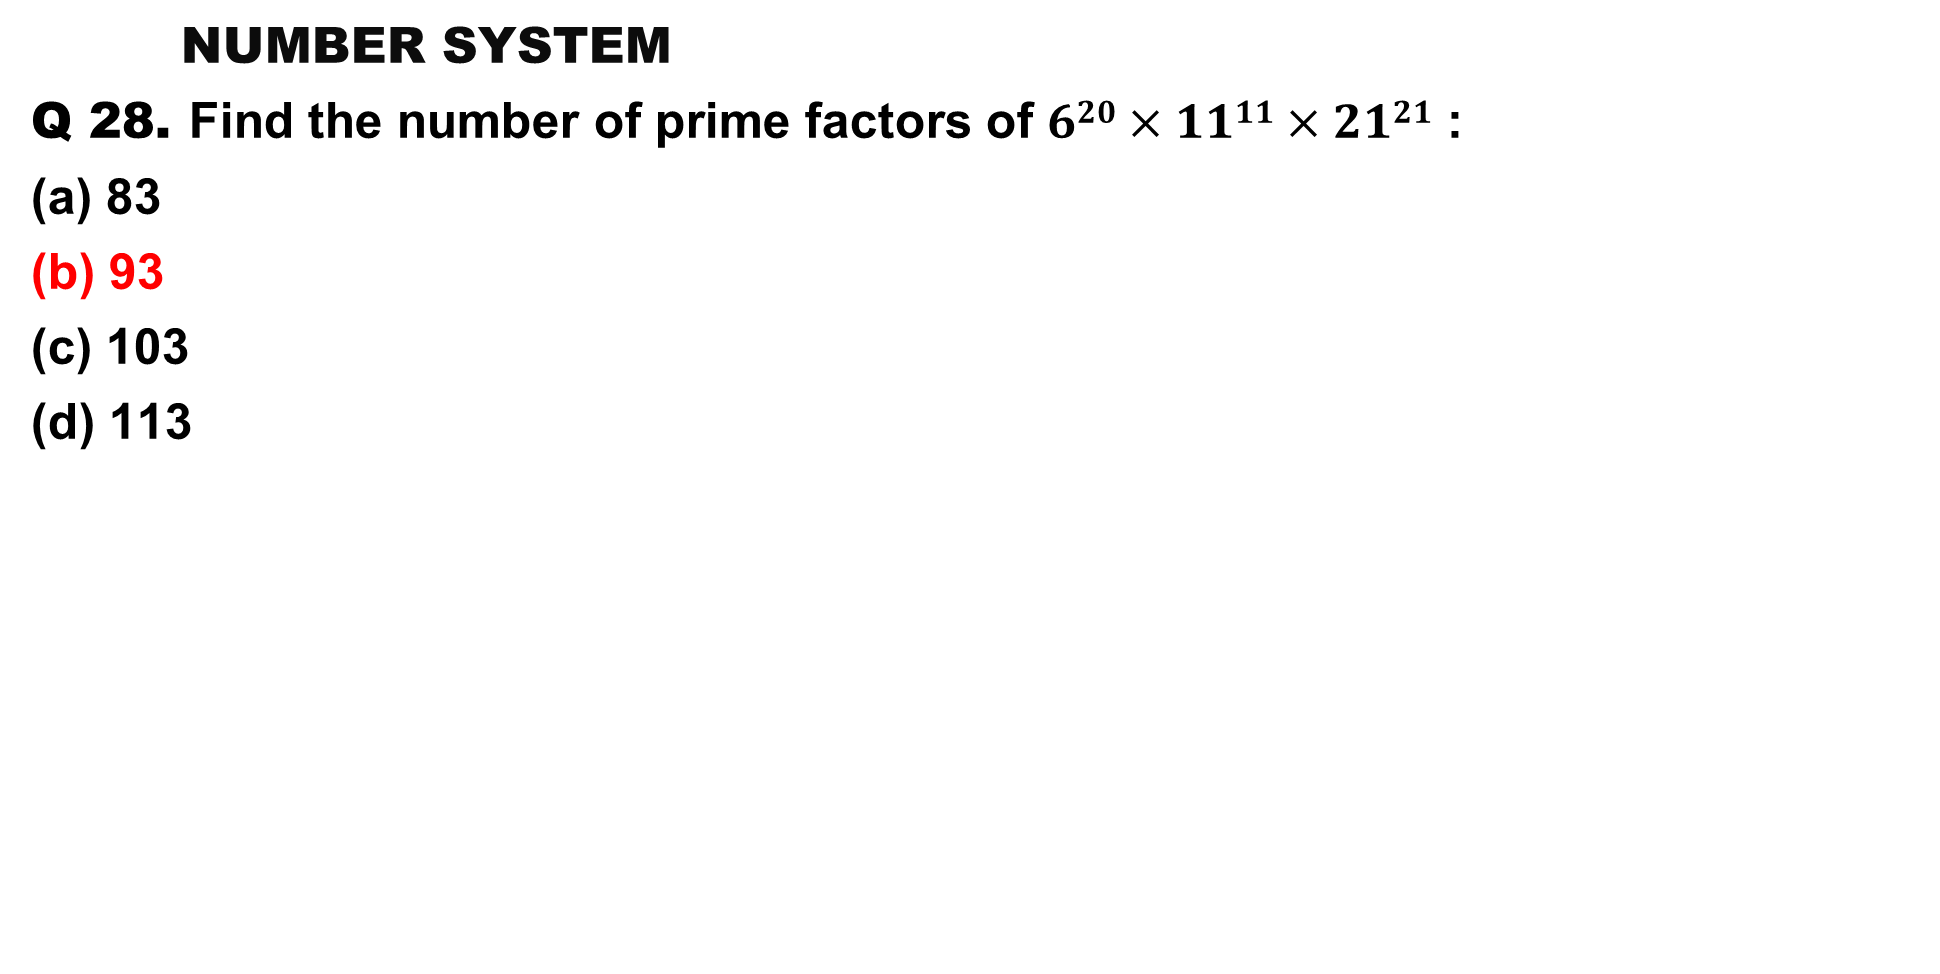 NUMBER SYSTEM
Q 28. Find the number of prime factors of 6²⁰ × 11¹¹ × 21²¹ :
(a) 83
(b) 93
(c) 103
(d) 113